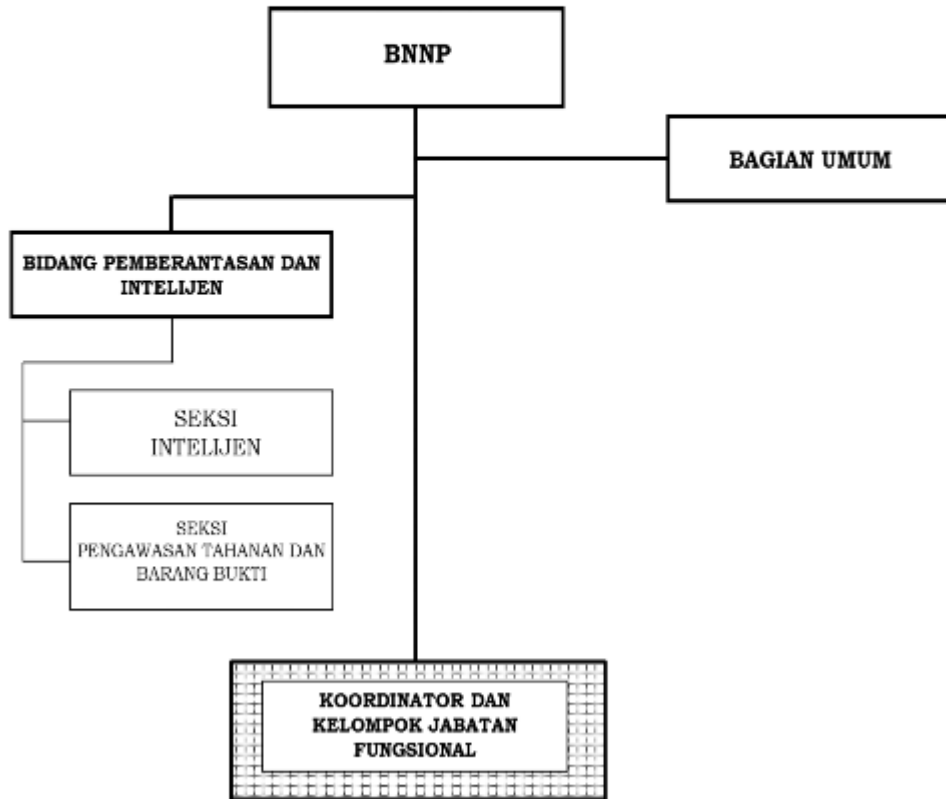 BNNP
BAGIAN UMUM
BIDANG PEMBERANTASAN DAN
INTELIJEN
SEKSI
INTELIJEN
SEKSI
PENGAWASAN TAHANAN DAN
BARANG BUKTI
KOORDINATOR DAN
KELOMPOK JABATAN
FUNGSIONAL